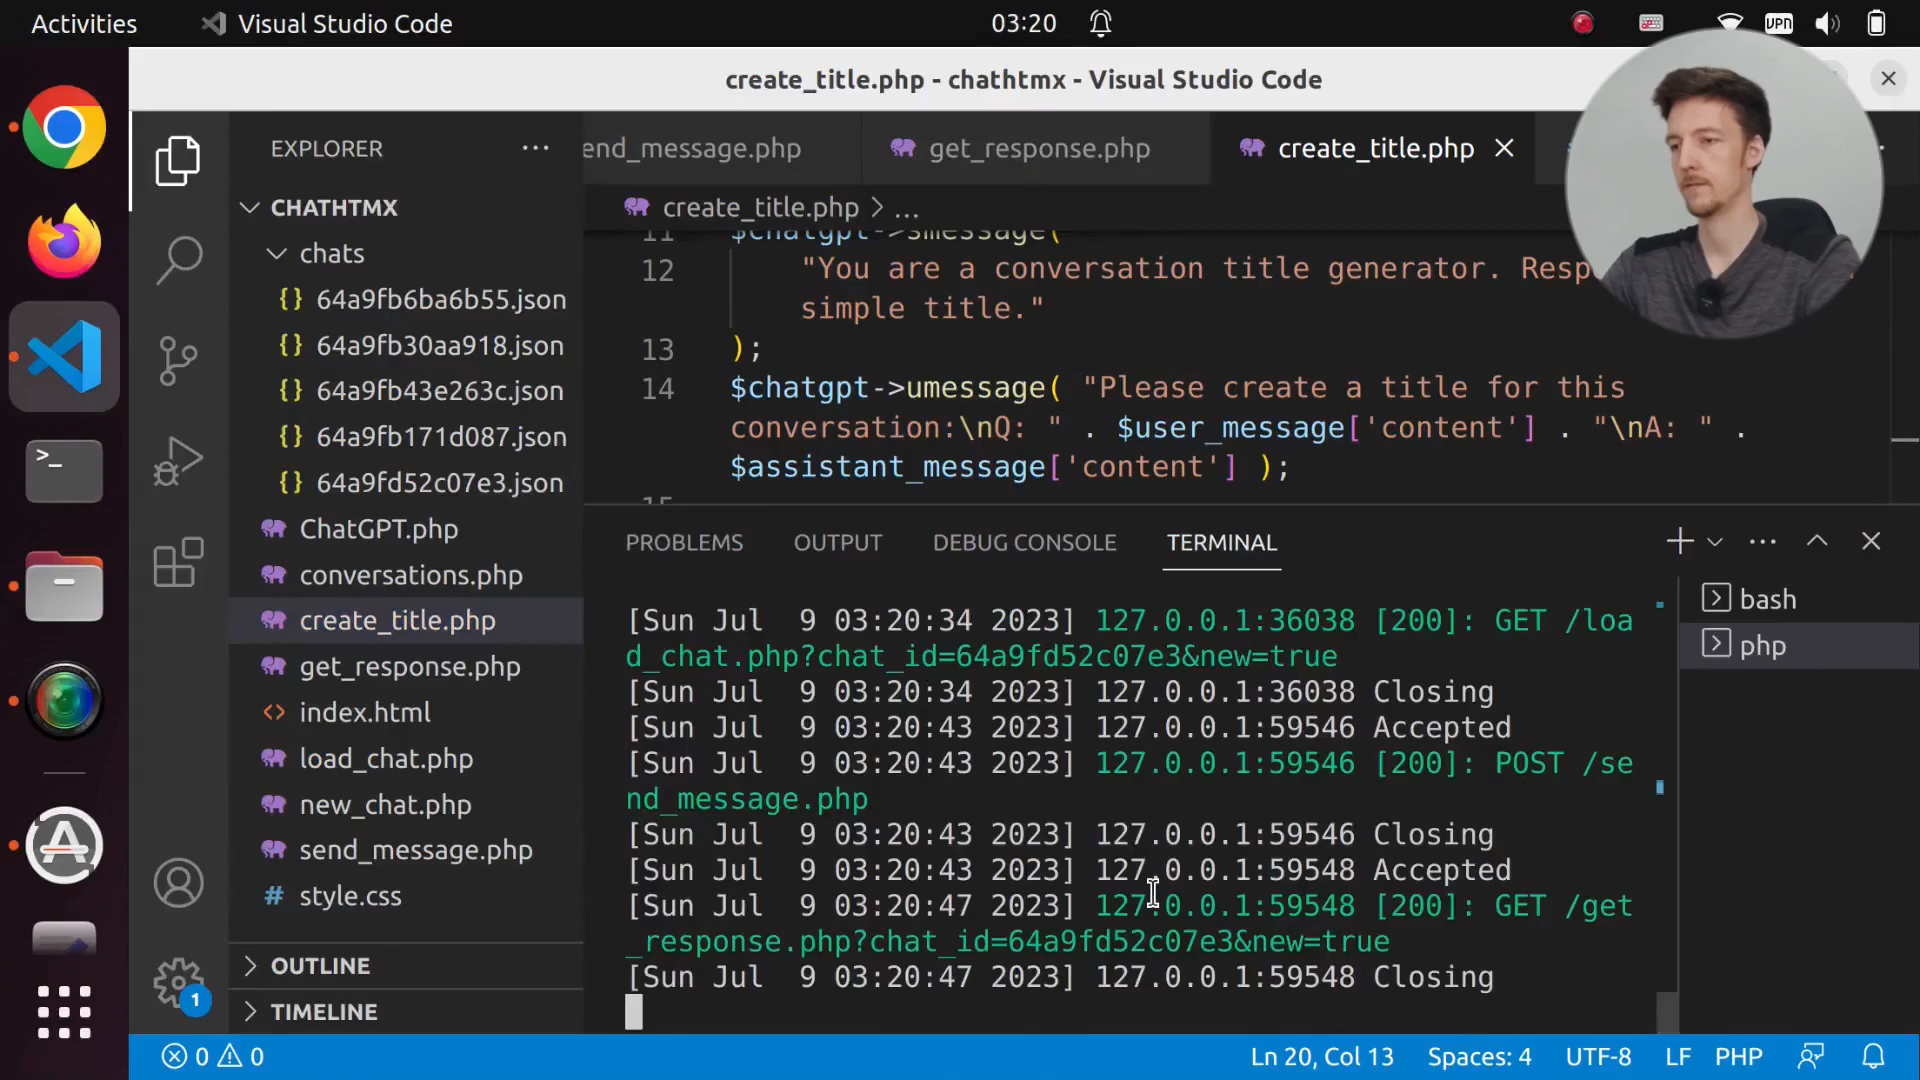 Activities
Visual Studio Code
03:20
VPN
create_title.php - chathtmx - Visual Studio Code
EXPLORER
CHATHTMX
chats
{} 64a9fb6ba6b55.json
{} 64a9fb30aa918.json
{} 64a9fb43e263c.json
{} 64a9fb171d087.json
{} 64a9fd52c07e3.json
ChatGPT.php
conversations.php
create_title.php
get_response.php
<> index.html
load_chat.php
new_chat.php
send_message.php
# style.css
OUTLINE
TIMELINE
1
end_message.php
get_response.php
create_title.php
create_title.php > ...
11 $chatgpt->smessage(
12 "You are a conversation title generator. Resp
simple title."
13 );
14 $chatgpt->umessage( "Please create a title for this
conversation:\nQ: " . $user_message['content'] . "\nA: " .
$assistant_message['content'] );
15
PROBLEMS
OUTPUT
DEBUG CONSOLE
TERMINAL
[Sun Jul  9 03:20:34 2023] 127.0.0.1:36038 [200]: GET /loa
d_chat.php?chat_id=64a9fd52c07e3&new=true
[Sun Jul  9 03:20:34 2023] 127.0.0.1:36038 Closing
[Sun Jul  9 03:20:43 2023] 127.0.0.1:59546 Accepted
[Sun Jul  9 03:20:43 2023] 127.0.0.1:59546 [200]: POST /se
nd_message.php
[Sun Jul  9 03:20:43 2023] 127.0.0.1:59546 Closing
[Sun Jul  9 03:20:43 2023] 127.0.0.1:59548 Accepted
[Sun Jul  9 03:20:47 2023] 127.0.0.1:59548 [200]: GET /get
_response.php?chat_id=64a9fd52c07e3&new=true
[Sun Jul  9 03:20:47 2023] 127.0.0.1:59548 Closing
bash
php
0
0
Ln 20, Col 13
Spaces: 4
UTF-8
LF
PHP